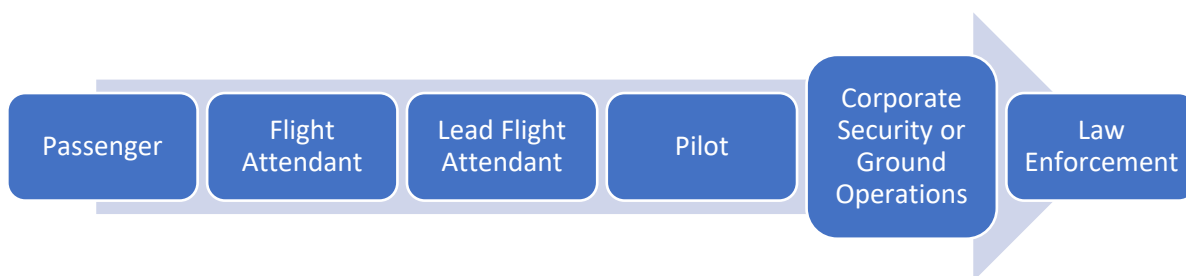 Passenger
Flight
Attendant
Lead Flight
Attendant
Pilot
Corporate
Security or
Ground
Operations
Law
Enforcement